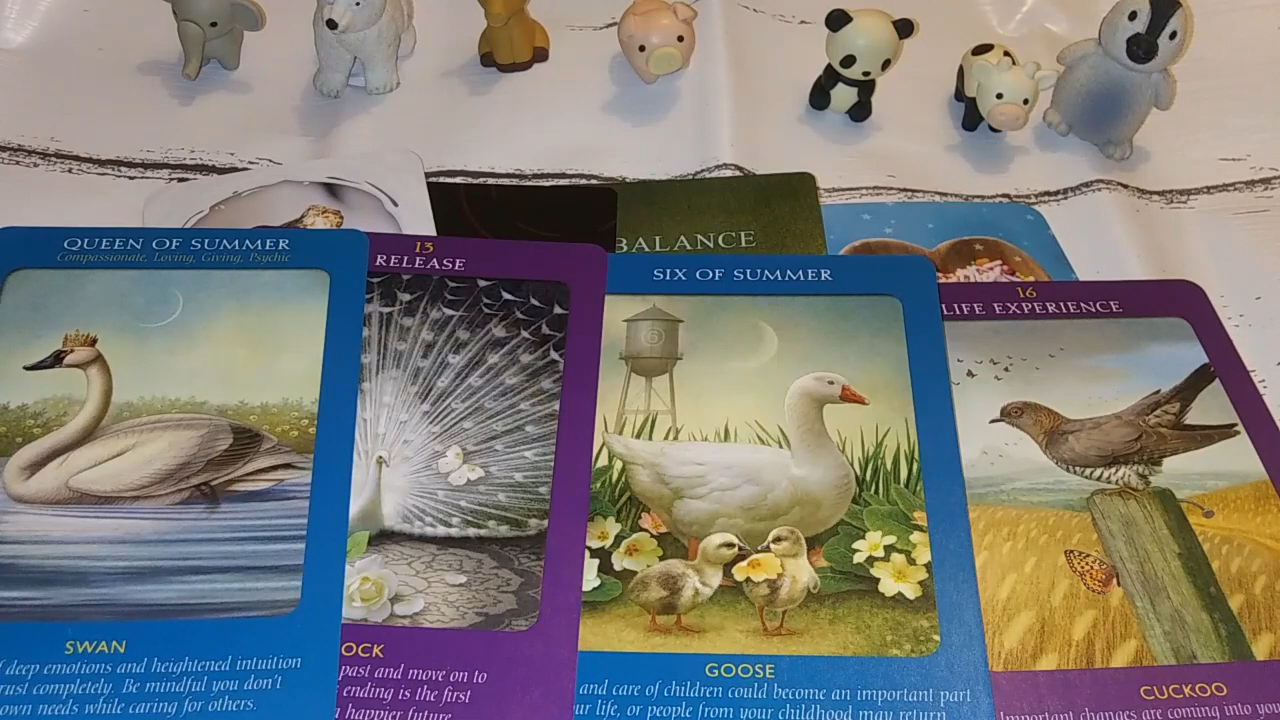 BALANCE
QUEEN OF SUMMER
Compassionate, Loving, Giving, Psychic
13
RELEASE
SIX OF SUMMER
16
LIFE EXPERIENCE
6
SWAN
deep emotions and heightened intuition
rust completely. Be mindful you don't
own needs while caring for others.
OCK
past and move on to
ending is the first
happier future.
GOOSE
and care of children could become an important part
ur life, or people from your childhood may return
CUCKOO
Important changes are coming into you